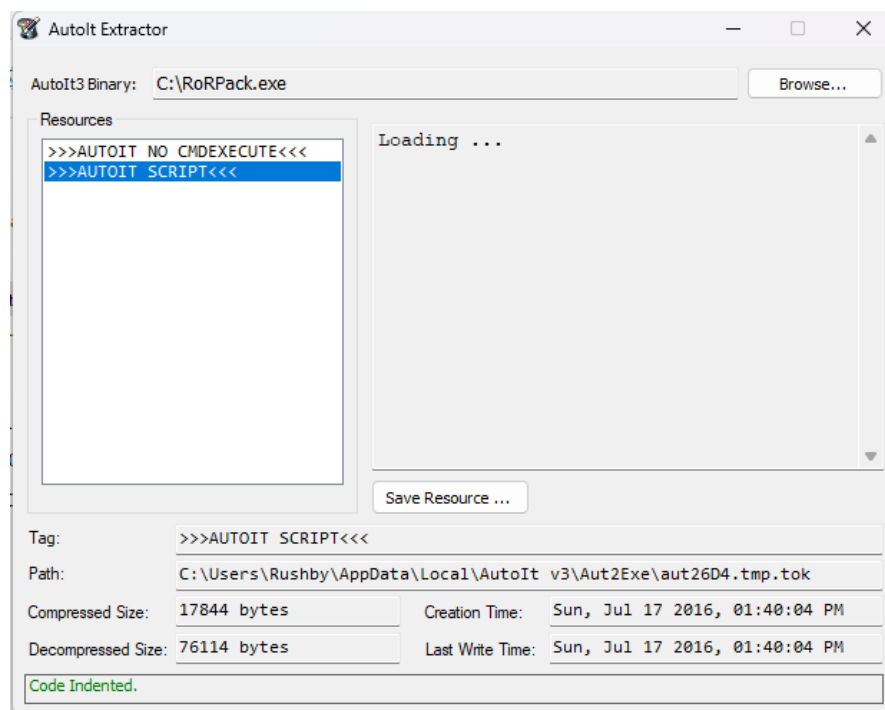 AutoIt Extractor
AutoIt3 Binary: C:\RoRPack.exe Browse...
Resources
>>>AUTOIT NO CMDEXECUTE<<<
>>>AUTOIT SCRIPT<<<
Loading ...
Save Resource ...
Tag: >>>AUTOIT SCRIPT<<<
Path: C:\Users\Rushby\AppData\Local\AutoIt v3\Aut2Exe\aut26D4.tmp.tok
Compressed Size: 17844 bytes Creation Time: Sun, Jul 17 2016, 01:40:04 PM
Decompressed Size: 76114 bytes Last Write Time: Sun, Jul 17 2016, 01:40:04 PM
Code Indented.